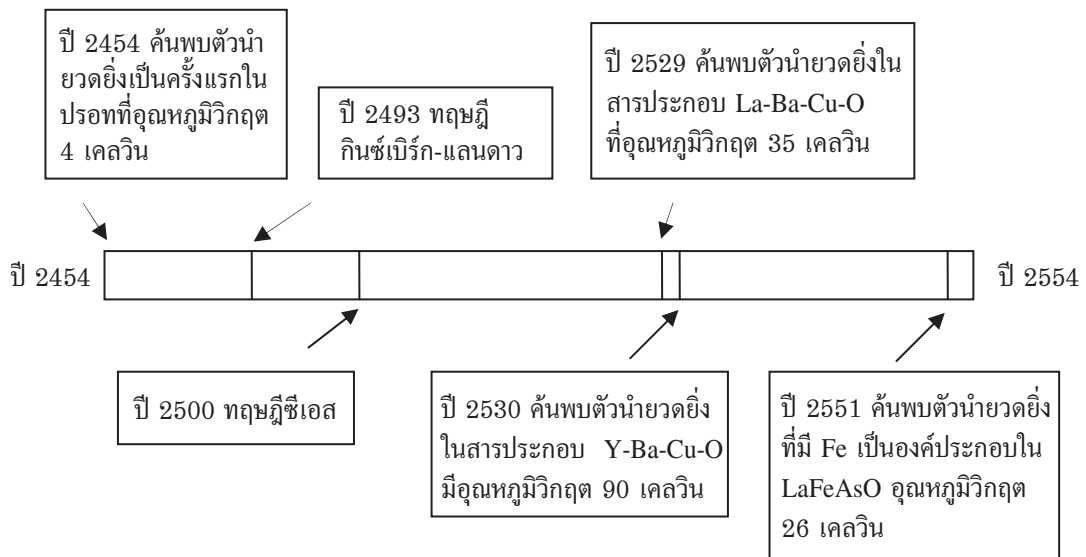 ปี 2454 ค้นพบตัวนำ
ยวดยิ่งเป็นครั้งแรกใน
ปรอทที่อุณหภูมิวิกฤต
4 เคลวิน
ปี 2493 ทฤษฎี
กินซ์เบิร์ก-แลนดาว
ปี 2529 ค้นพบตัวนำยวดยิ่งใน
สารประกอบ La-Ba-Cu-O
ที่อุณหภูมิวิกฤต 35 เคลวิน
ปี 2454
ปี 2554
ปี 2500 ทฤษฎีซีเอส
ปี 2530 ค้นพบตัวนำยวดยิ่ง
ในสารประกอบ Y-Ba-Cu-O
มีอุณหภูมิวิกฤต 90 เคลวิน
ปี 2551 ค้นพบตัวนำยวดยิ่ง
ที่มี Fe เป็นองค์ประกอบใน
LaFeAsO อุณหภูมิวิกฤต
26 เคลวิน